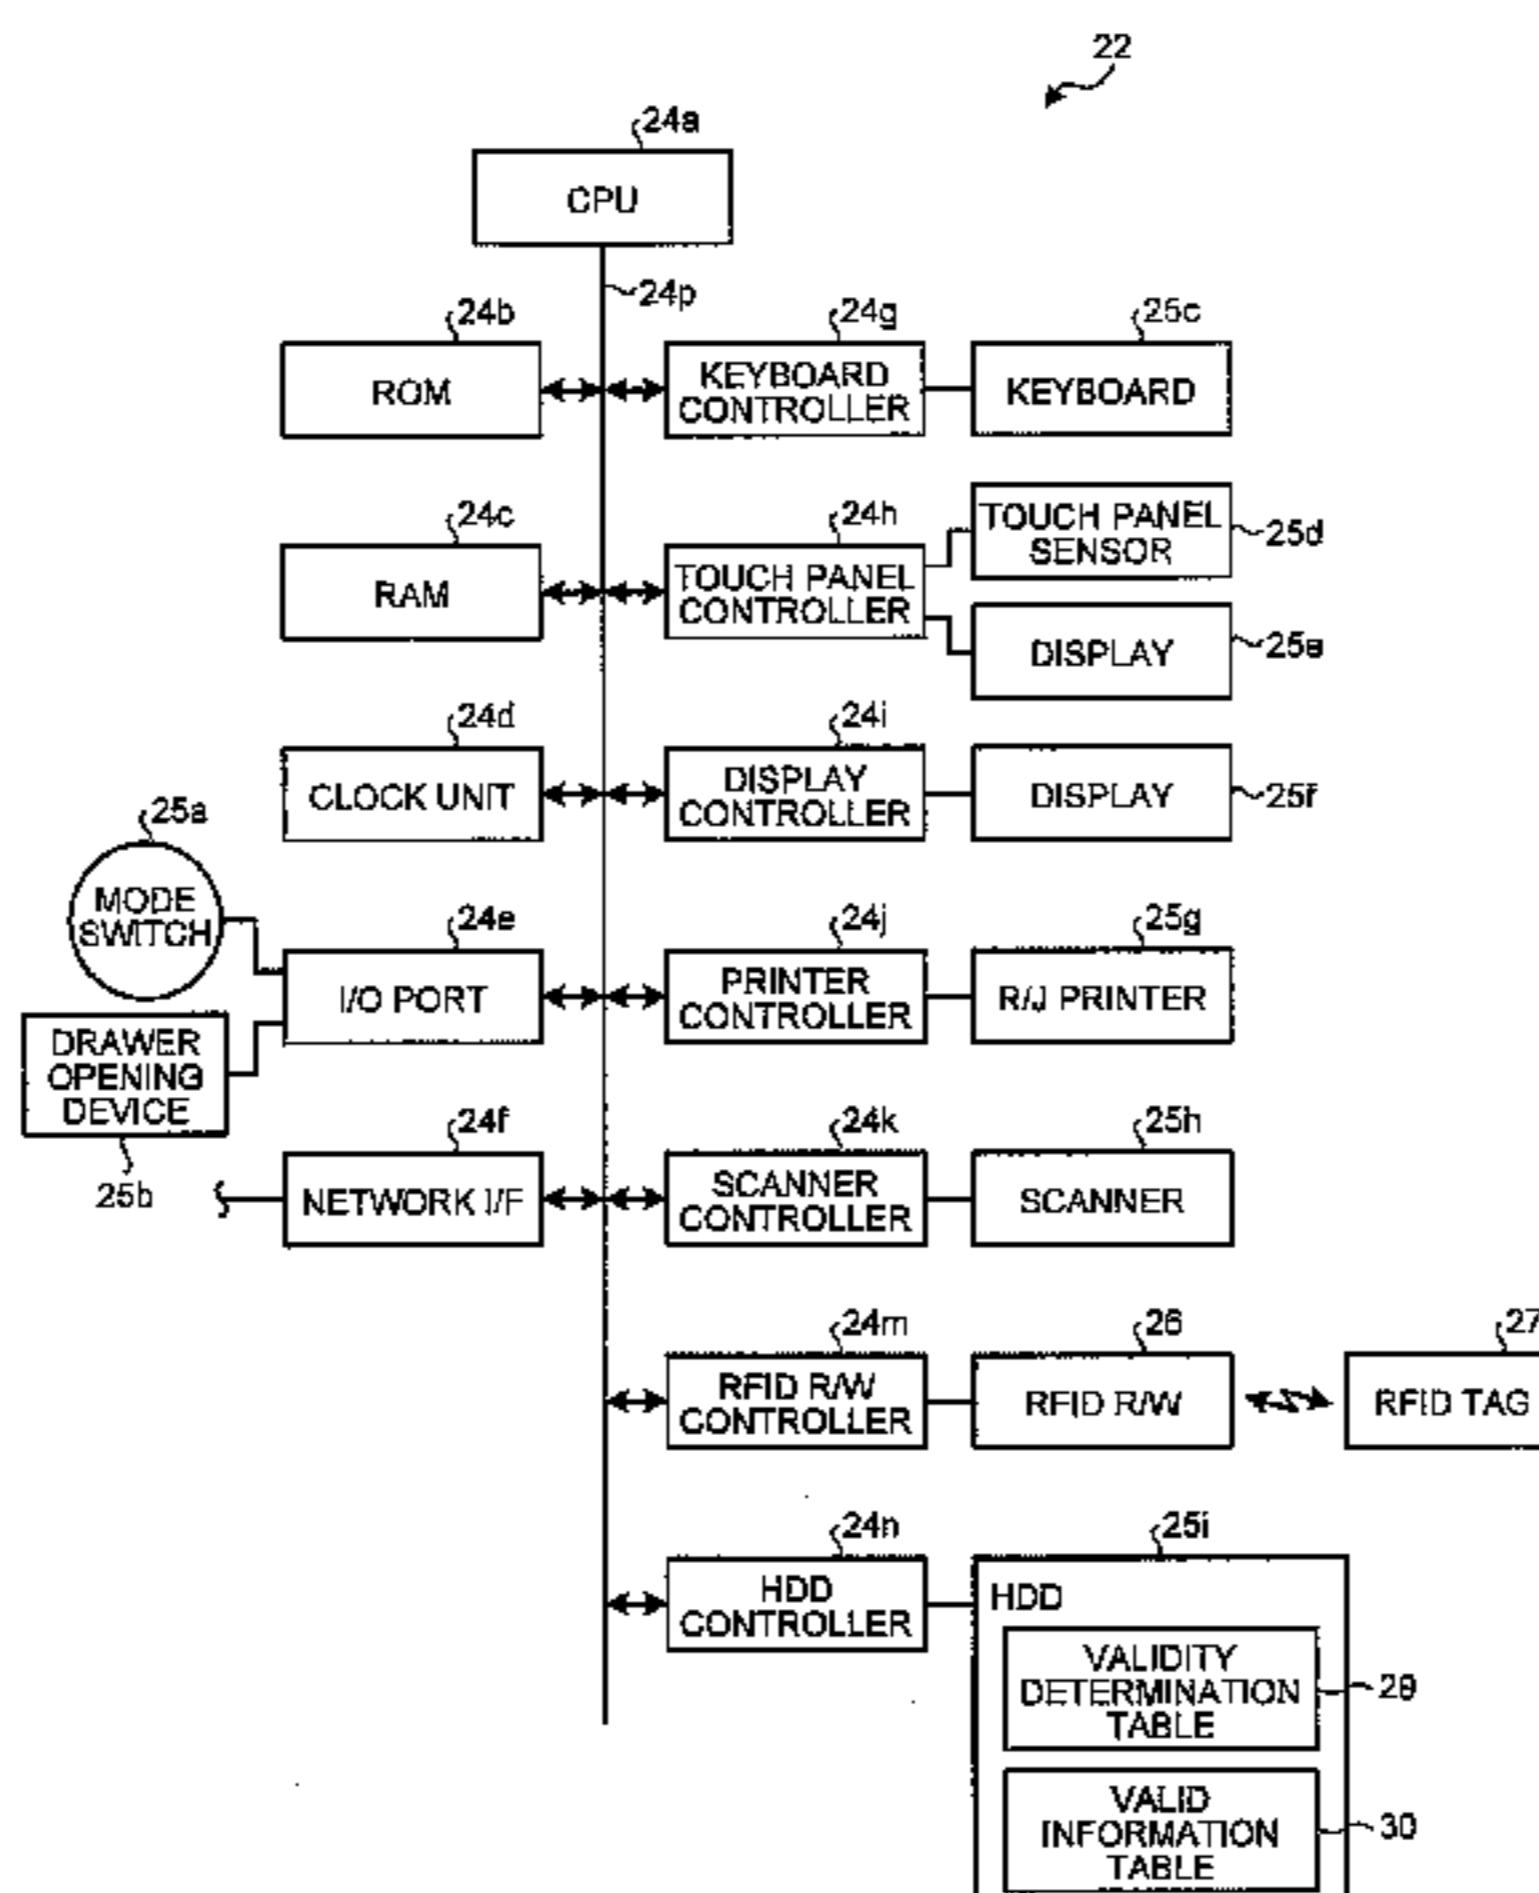 22
24a
CPU
24p
24b
ROM
24g
KEYBOARD
CONTROLLER
25c
KEYBOARD
24c
RAM
24h
TOUCH PANEL
CONTROLLER
TOUCH PANEL
SENSOR
25d
DISPLAY
25e
24d
CLOCK UNIT
24i
DISPLAY
CONTROLLER
DISPLAY
25f
25a
MODE
SWITCH
24e
I/O PORT
24j
PRINTER
CONTROLLER
25g
R/J PRINTER
DRAWER
OPENING
DEVICE
25b
24f
NETWORK I/F
24k
SCANNER
CONTROLLER
25h
SCANNER
24m
RFID R/W
CONTROLLER
26
RFID R/W
27
RFID TAG
24n
HDD
CONTROLLER
25i
HDD
VALIDITY
DETERMINATION
TABLE
VALID
INFORMATION
TABLE
30